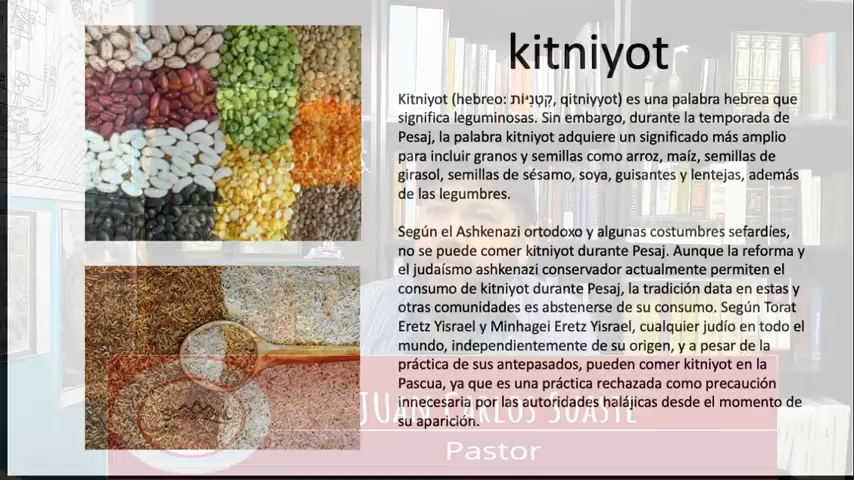 kitniyot
Kitniyot (hebreo: קִטְנִיּוֹת, qitniyyot) es una palabra hebrea que
significa leguminosas. Sin embargo, durante la temporada de
Pesaj, la palabra kitniyot adquiere un significado más amplio
para incluir granos y semillas como arroz, maíz, semillas de
girasol, semillas de sésamo, soya, guisantes y lentejas, además
de las legumbres.
Según el Ashkenazi ortodoxo y algunas costumbres sefardíes,
no se puede comer kitniyot durante Pesaj. Aunque la reforma y
el judaísmo ashkenazi conservador actualmente permiten el
consumo de kitniyot durante Pesaj, la tradición data en estas y
otras comunidades es abstenerse de su consumo. Según Torat
Eretz Yisrael y Minhagei Eretz Yisrael, cualquier judío en todo el
mundo, independientemente de su origen, y a pesar de la
práctica de sus antepasados, pueden comer kitniyot en la
Pascua, ya que es una práctica rechazada como precaución
innecesaria por las autoridades halájicas desde el momento de
su aparición.
Juan Carlos Suaste
Pastor